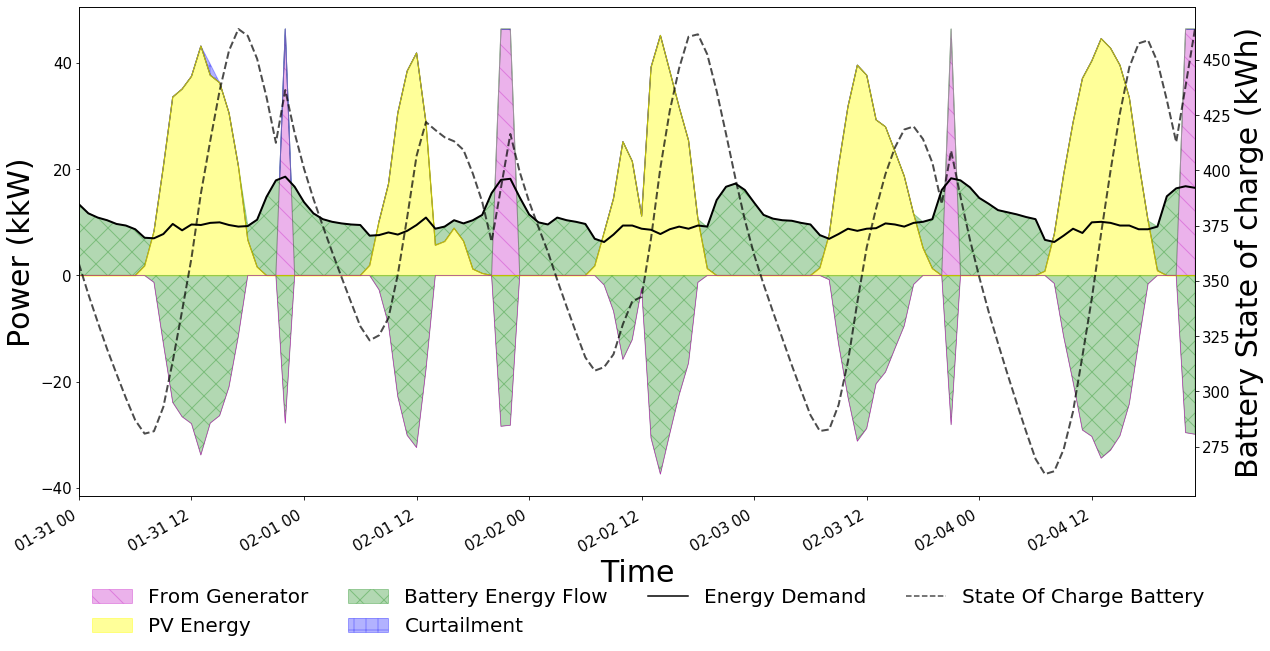 Power (kkW)
40
20
0
−20
−40
450
425
400
375
350
325
300
275
Battery State of charge (kWh)
01-31 00
01-31 12
02-01 00
02-01 12
02-02 00
02-02 12
02-03 00
02-03 12
02-04 00
02-04 12
Time
From Generator
Battery Energy Flow
Energy Demand
State Of Charge Battery
PV Energy
Curtailment